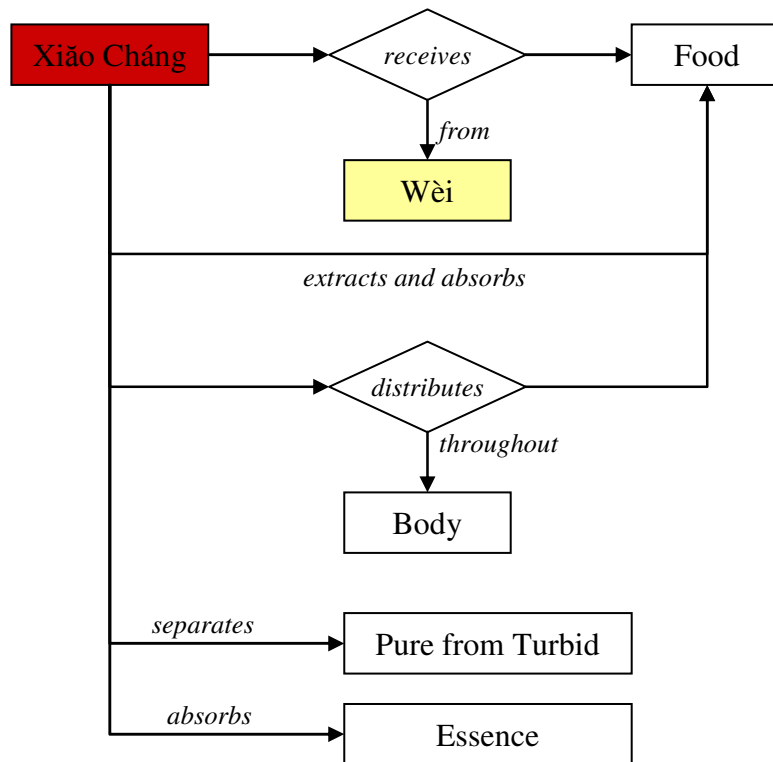 Xiăo Cháng
receives
Food
from
Wèi
extracts and absorbs
distributes
throughout
Body
separates
Pure from Turbid
absorbs
Essence